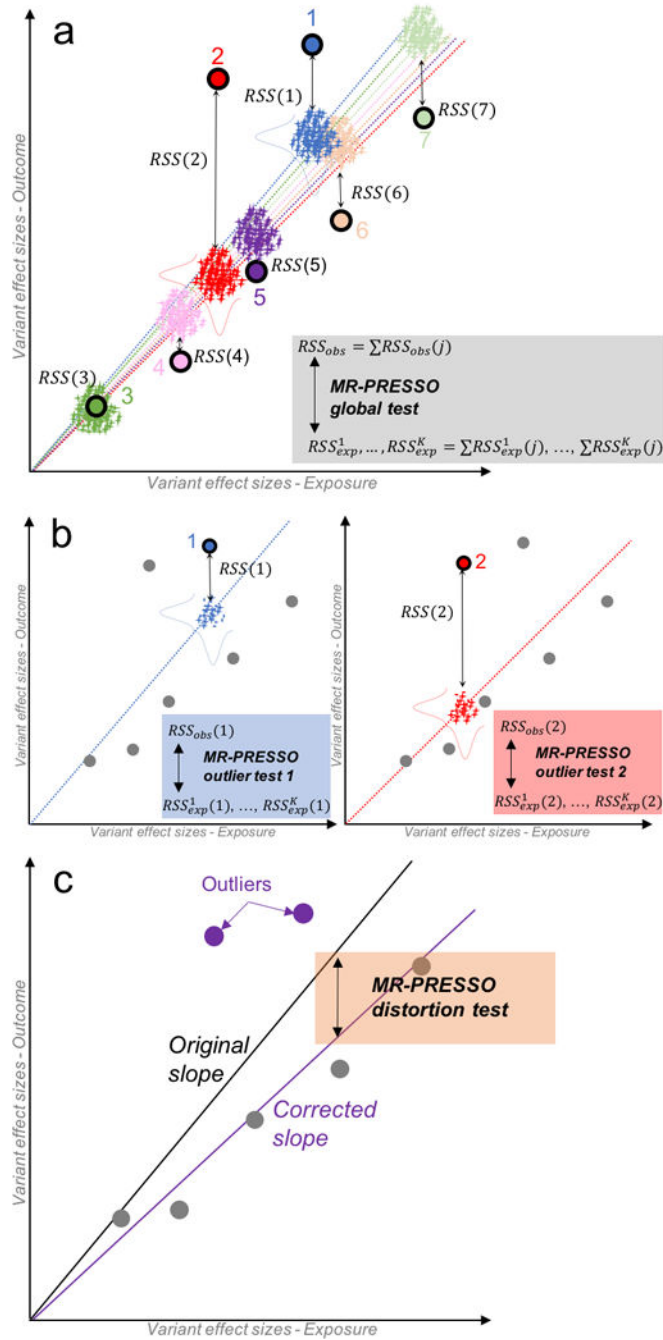 a
1
2
RSS(1)
RSS(2)
RSS(7)
7
RSS(6)
6
RSS(5)
5
RSS(4)
4
RSS(3)
3
RSS_obs = ∑RSS_obs(j)
MR-PRESSO
global test
RSS^1_exp, ..., RSS^K_exp = ∑RSS^1_exp(j), ..., ∑RSS^K_exp(j)
Variant effect sizes - Outcome
Variant effect sizes - Exposure
b
1
RSS(1)
RSS_obs(1)
MR-PRESSO
outlier test 1
RSS^1_exp(1), ..., RSS^K_exp(1)
Variant effect sizes - Outcome
Variant effect sizes - Exposure
2
RSS(2)
RSS_obs(2)
MR-PRESSO
outlier test 2
RSS^1_exp(2), ..., RSS^K_exp(2)
Variant effect sizes - Outcome
Variant effect sizes - Exposure
c
Outliers
MR-PRESSO
distortion test
Original
slope
Corrected
slope
Variant effect sizes - Outcome
Variant effect sizes - Exposure